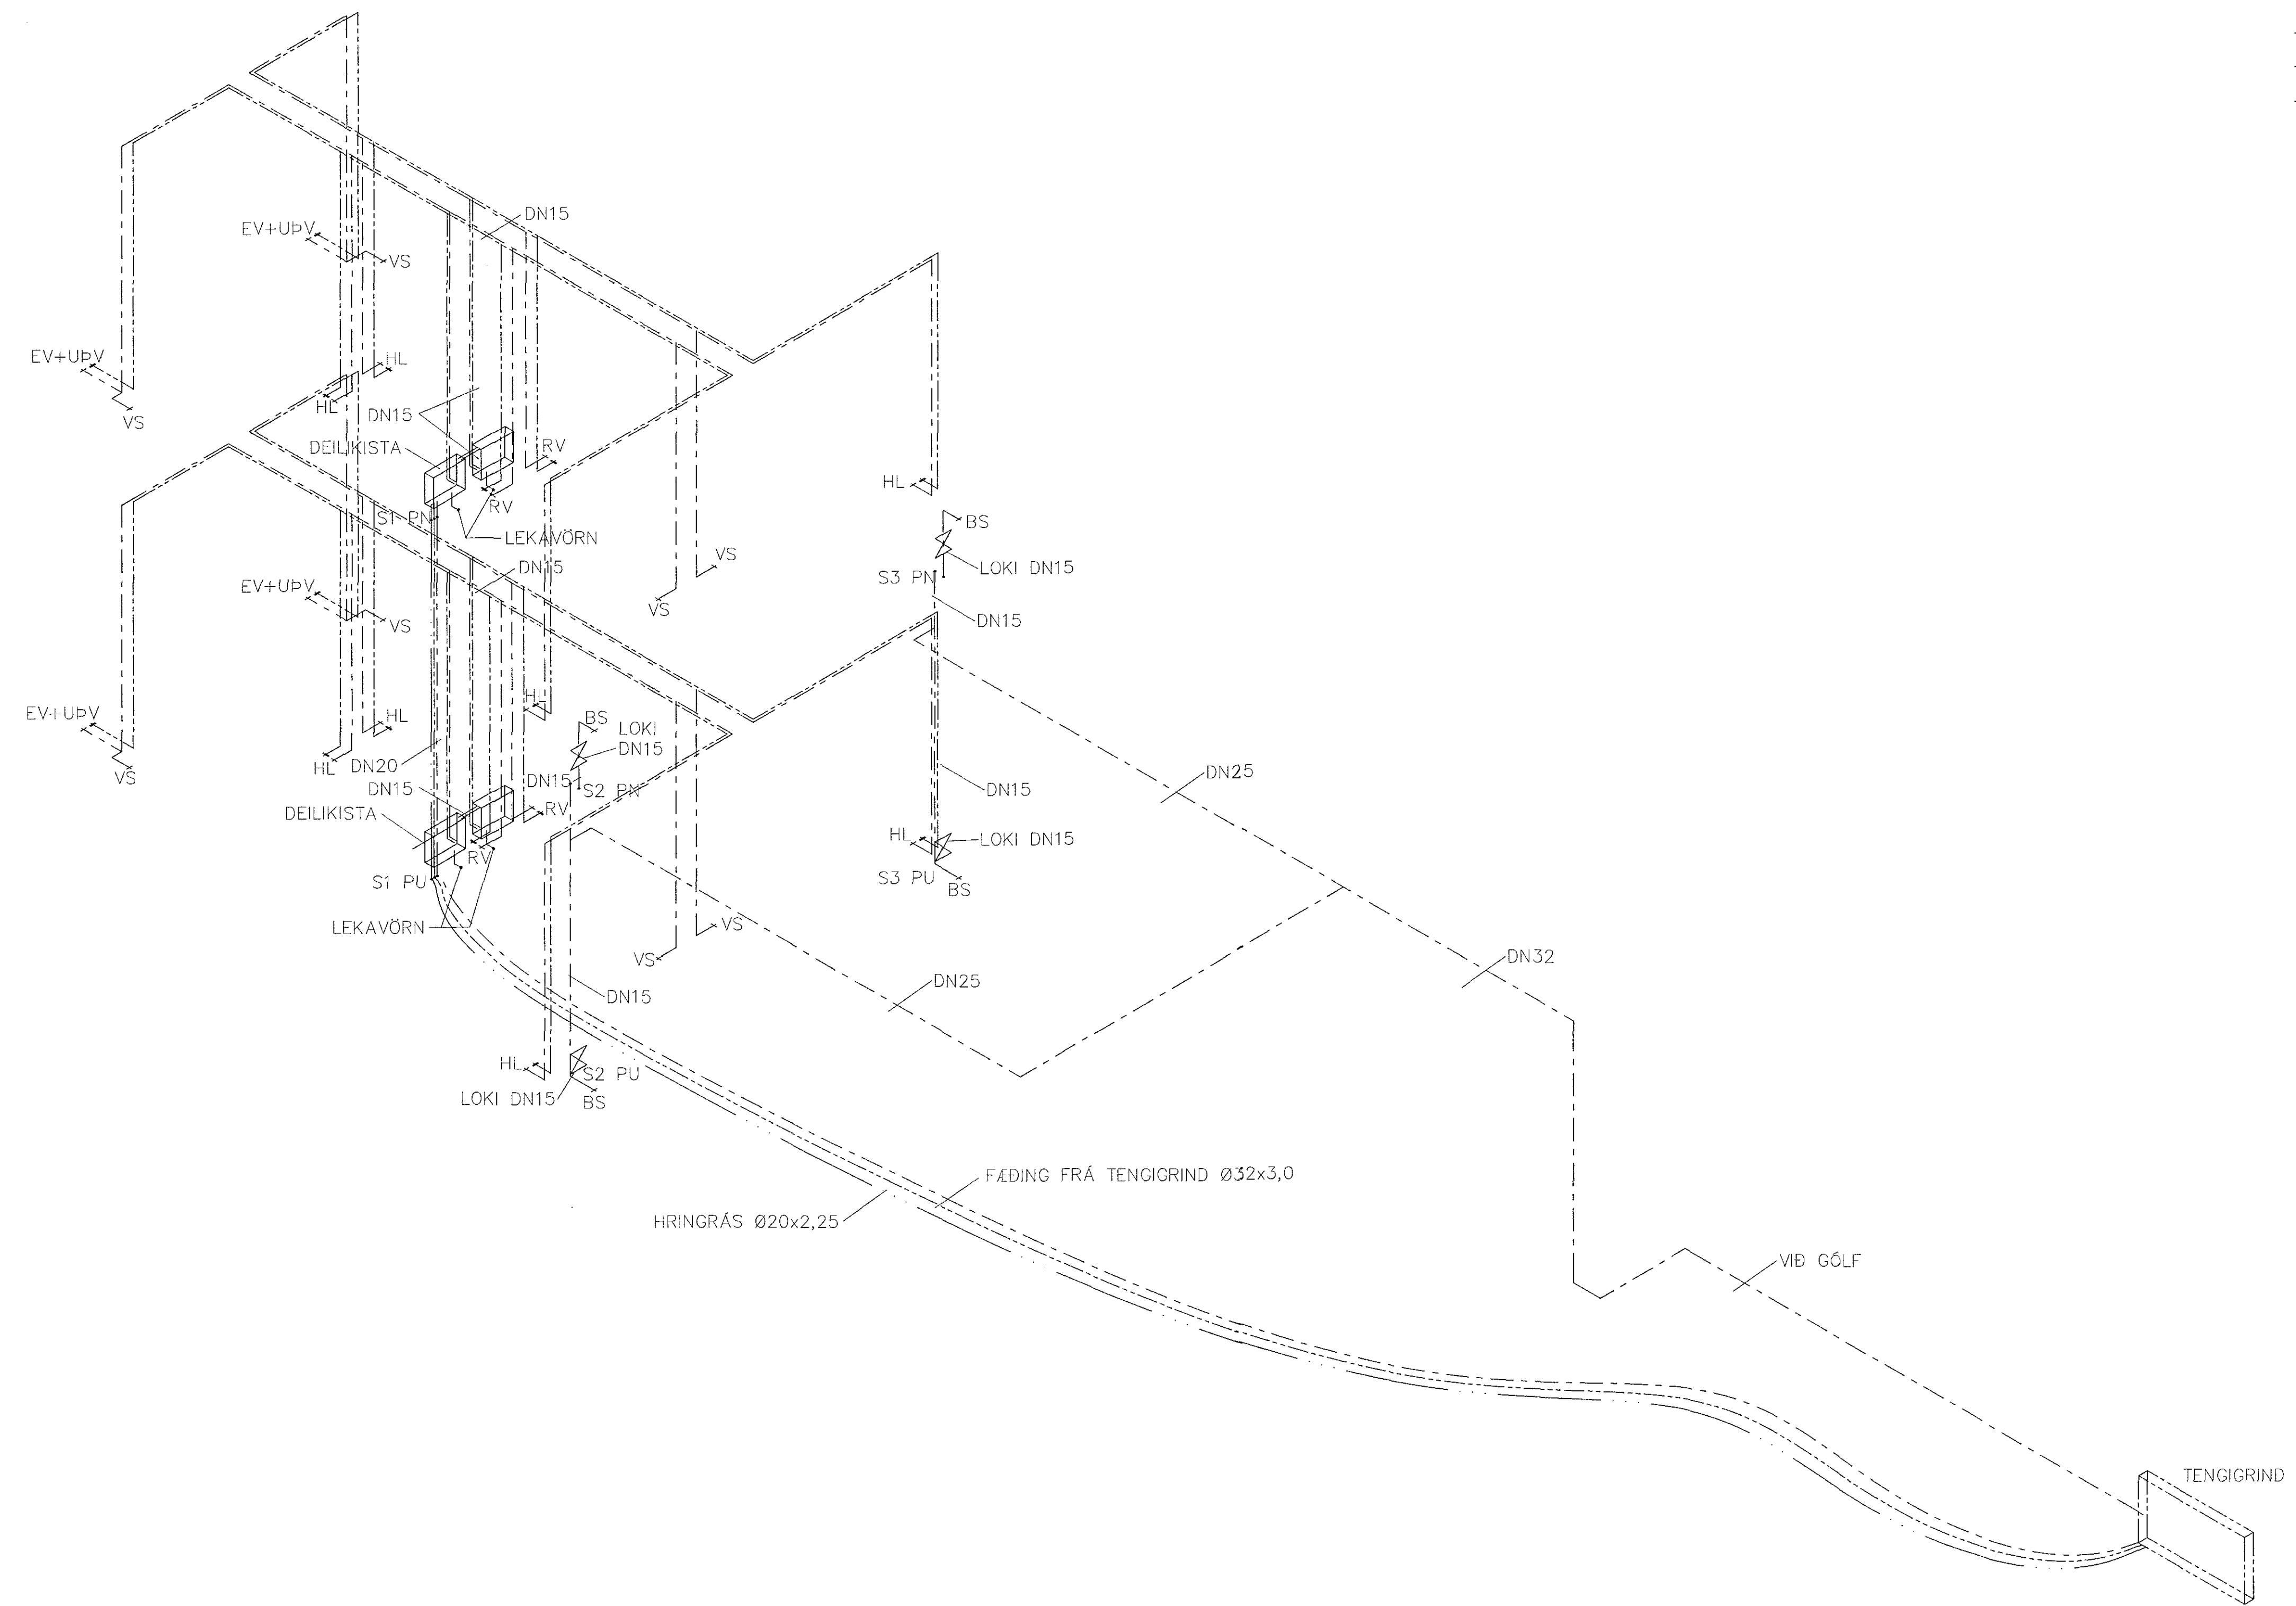 DN15
EV+UÞV
VS
EV+UÞV
HL
VS
HL
DN15
DEILIKISTA
RV
HL
RV
S1 PN
BS
LEKAVÖRN
VS
DN15
LOKI DN15
S3 PN
EV+UÞV
VS
VS
DN15
HL
EV+UÞV
HL
BS
LOKI
DN15
VS
HL
DN20
DN15
S2 PN
DN25
DN15
DN15
RV
DEILIKISTA
HL
LOKI DN15
RV
S1 PU
S3 PU
BS
LEKAVÖRN
VS
VS
DN32
DN25
DN15
HL
S2 PU
LOKI DN15
BS
FÆÐING FRÁ TENGIGRIND Ø32x3,0
HRINGRÁS Ø20x2,25
VIÐ GÓLF
TENGIGRIND